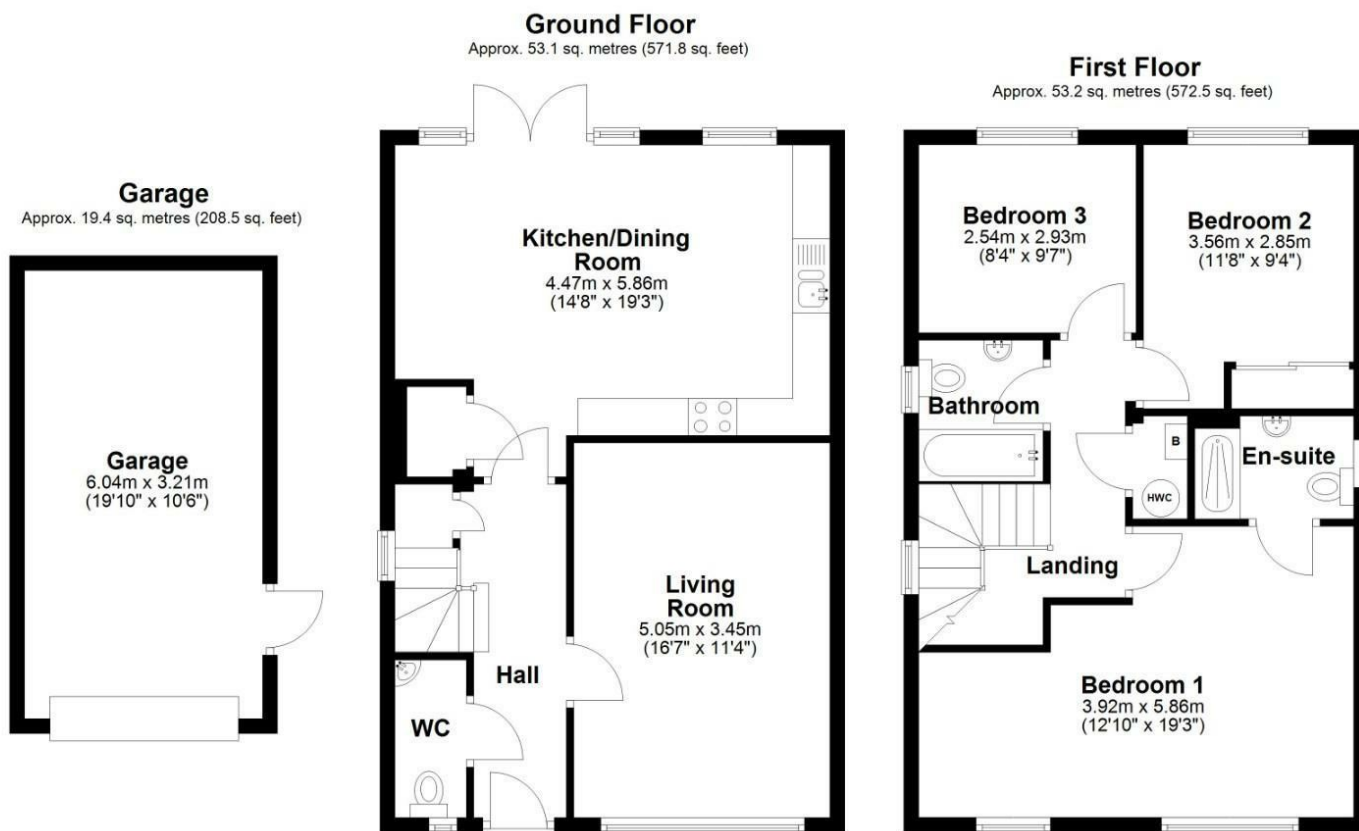 Garage
Approx. 19.4 sq. metres (208.5 sq. feet)
Garage
6.04m x 3.21m
(19'10" x 10'6")
Ground Floor
Approx. 53.1 sq. metres (571.8 sq. feet)
Kitchen/Dining
Room
4.47m x 5.86m
(14'8" x 19'3")
Living
Room
5.05m x 3.45m
(16'7" x 11'4")
Hall
WC
First Floor
Approx. 53.2 sq. metres (572.5 sq. feet)
Bedroom 3
2.54m x 2.93m
(8'4" x 9'7")
Bedroom 2
3.56m x 2.85m
(11'8" x 9'4")
Bathroom
B
En-suite
HWC
Landing
Bedroom 1
3.92m x 5.86m
(12'10" x 19'3")